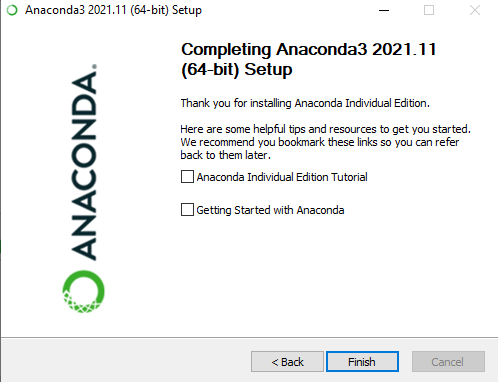 Anaconda3 2021.11 (64-bit) Setup
Completing Anaconda3 2021.11
(64-bit) Setup
Thank you for installing Anaconda Individual Edition.
Here are some helpful tips and resources to get you started.
We recommend you bookmark these links so you can refer
back to them later.
Anaconda Individual Edition Tutorial
Getting Started with Anaconda
ANACONDA.
< Back
Finish
Cancel